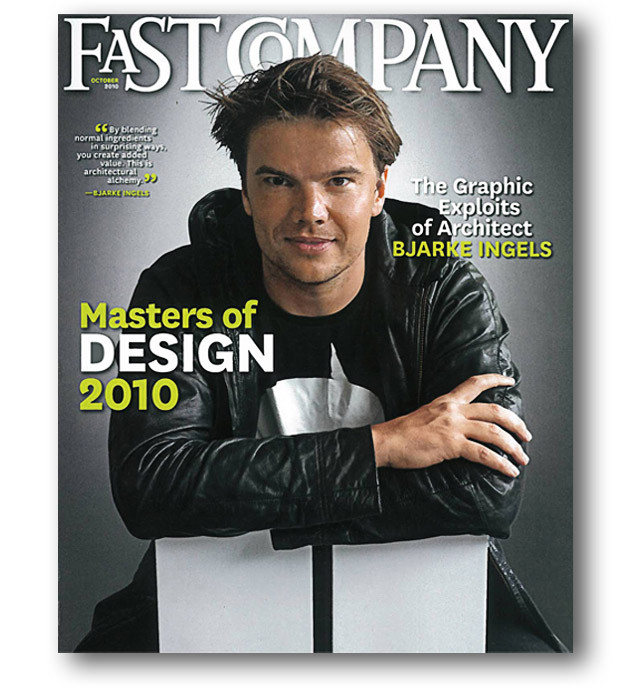 FAST COMPANY
OCTOBER
2010
“By blending
normal ingredients
in surprising ways,
you create added
value. This is
architectural
alchemy.”
—BJARKE INGELS
The Graphic
Exploits
of Architect
BJARKE INGELS
Masters of
DESIGN
2010